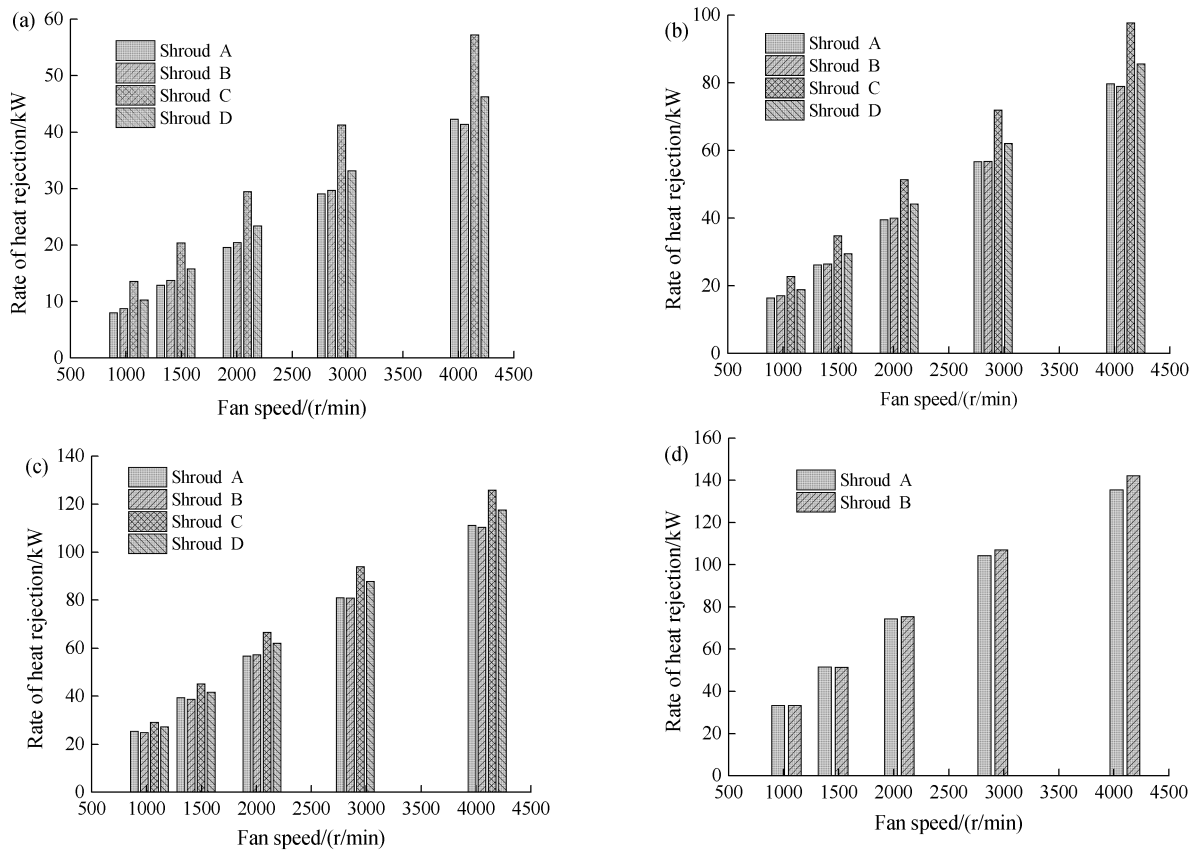 (a)
60
50
40
30
20
10
0
Rate of heat rejection/kW
Shroud A
Shroud B
Shroud C
Shroud D
500 1000 1500 2000 2500 3000 3500 4000 4500
Fan speed/(r/min)
(b)
100
80
60
40
20
0
Rate of heat rejection/kW
Shroud A
Shroud B
Shroud C
Shroud D
500 1000 1500 2000 2500 3000 3500 4000 4500
Fan speed/(r/min)
(c)
140
120
100
80
60
40
20
0
Rate of heat rejection/kW
Shroud A
Shroud B
Shroud C
Shroud D
500 1000 1500 2000 2500 3000 3500 4000 4500
Fan speed/(r/min)
(d)
160
140
120
100
80
60
40
20
0
Rate of heat rejection/kW
Shroud A
Shroud B
500 1000 1500 2000 2500 3000 3500 4000 4500
Fan speed/(r/min)